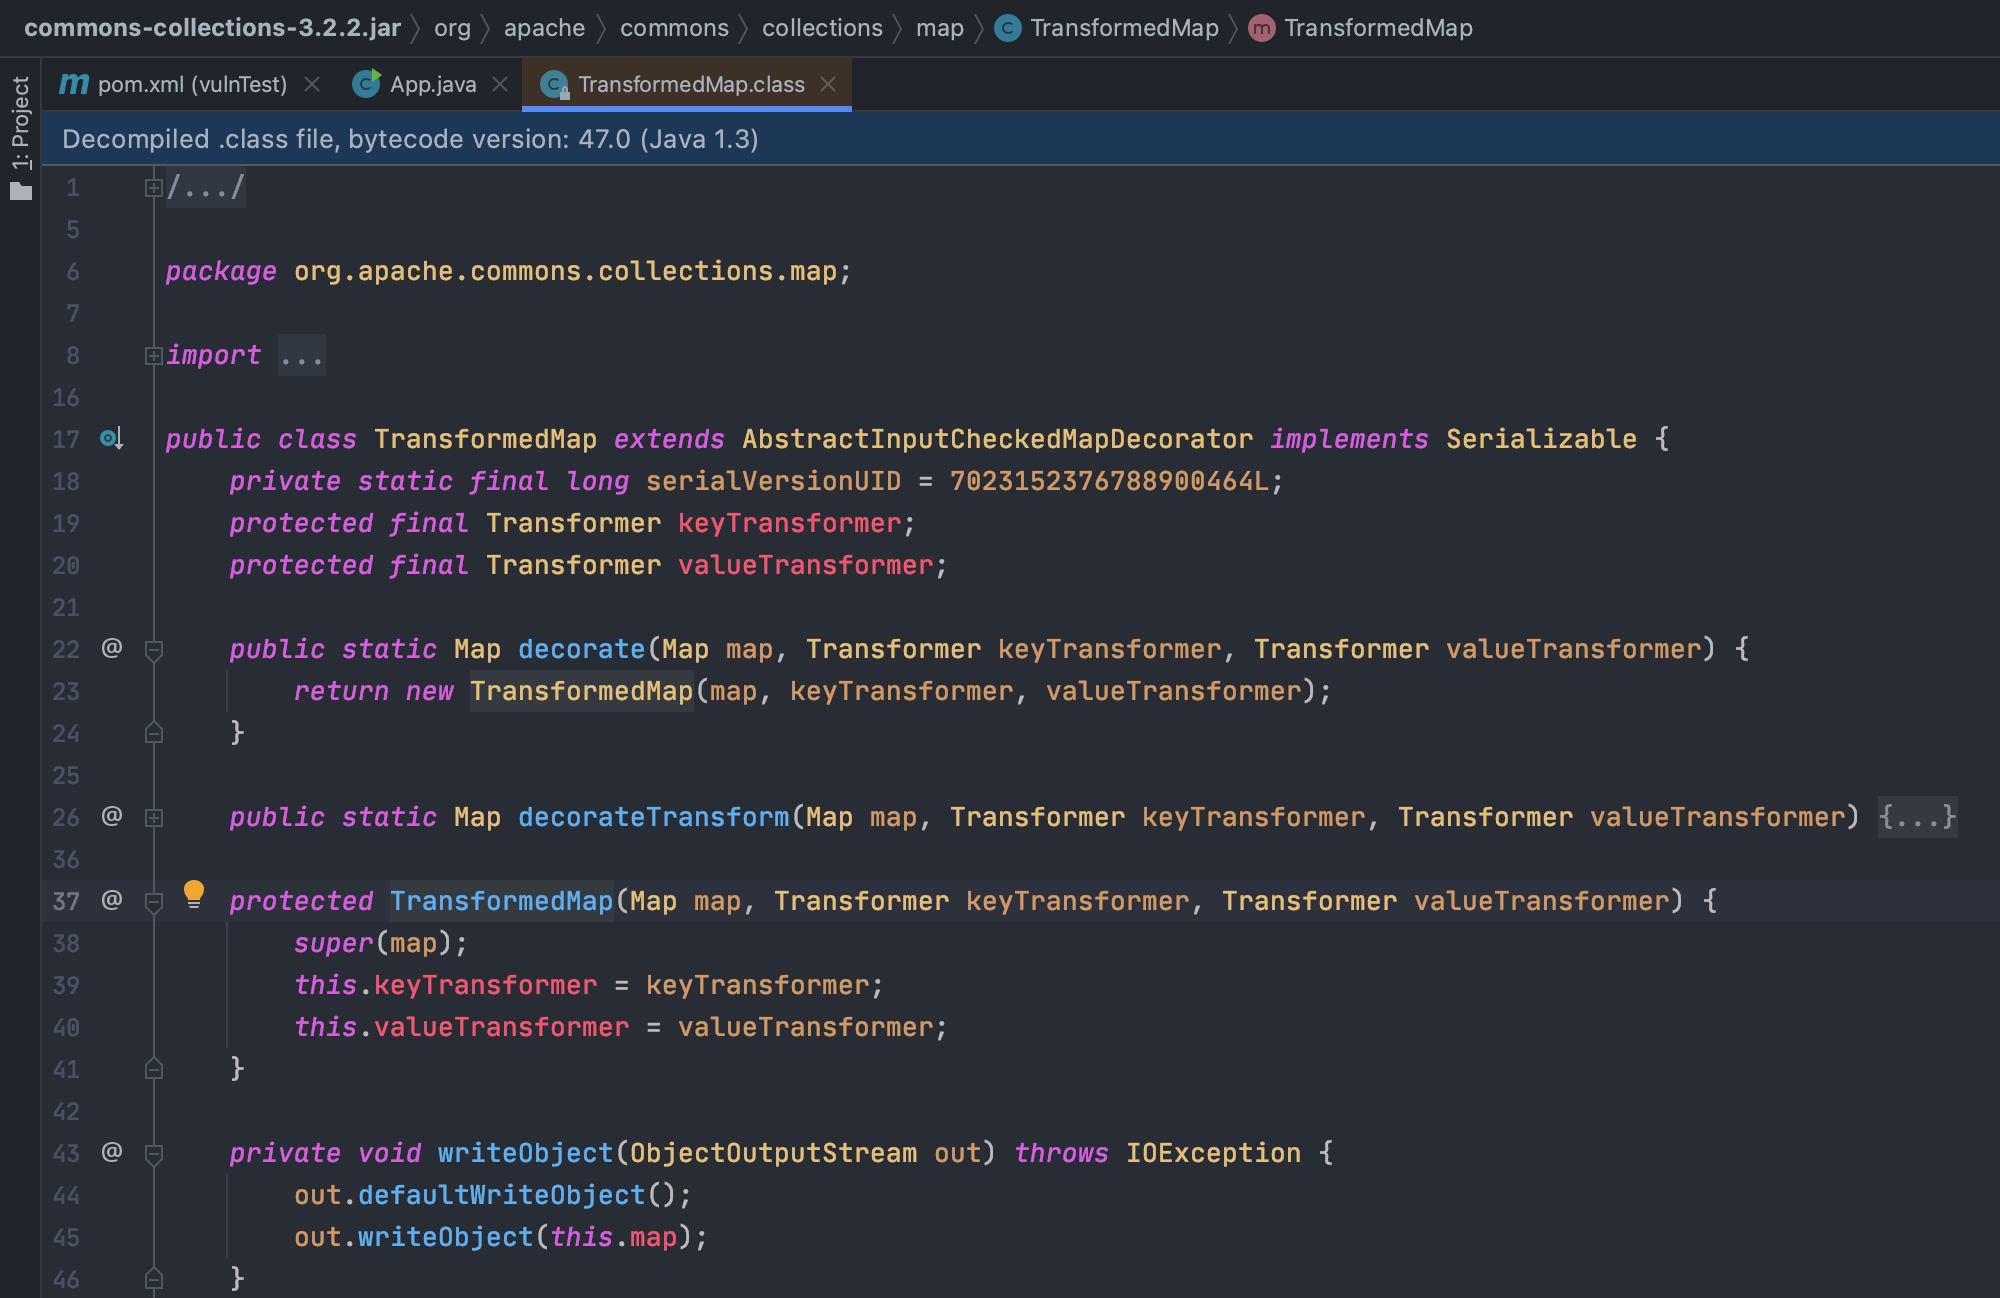 commons-collections-3.2.2.jar 〉 org 〉 apache 〉 commons 〉 collections 〉 map 〉 C TransformedMap 〉 m TransformedMap
m pom.xml (vulnTest) × C App.java × C TransformedMap.class ×
1: Project
Decompiled .class file, bytecode version: 47.0 (Java 1.3)
1 /.../
5
6 package org.apache.commons.collections.map;
7
8 import ...
16
17 public class TransformedMap extends AbstractInputCheckedMapDecorator implements Serializable {
18 private static final long serialVersionUID = 7023152376788900464L;
19 protected final Transformer keyTransformer;
20 protected final Transformer valueTransformer;
21
22 @ public static Map decorate(Map map, Transformer keyTransformer, Transformer valueTransformer) {
23 return new TransformedMap(map, keyTransformer, valueTransformer);
24 }
25
26 @ public static Map decorateTransform(Map map, Transformer keyTransformer, Transformer valueTransformer) {...}
36
37 @ protected TransformedMap(Map map, Transformer keyTransformer, Transformer valueTransformer) {
38 super(map);
39 this.keyTransformer = keyTransformer;
40 this.valueTransformer = valueTransformer;
41 }
42
43 @ private void writeObject(ObjectOutputStream out) throws IOException {
44 out.defaultWriteObject();
45 out.writeObject(this.map);
46 }